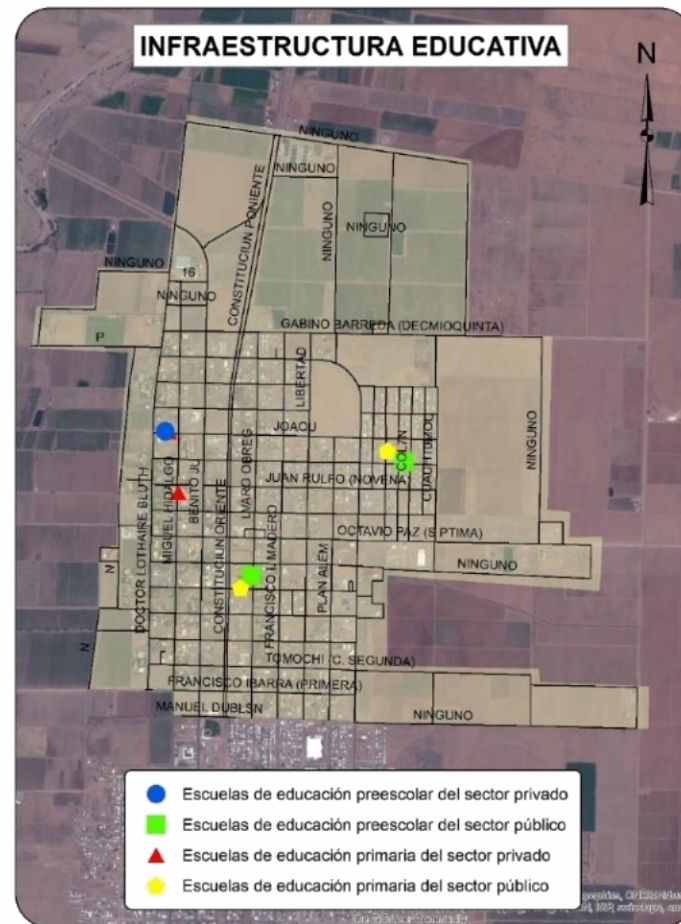 INFRAESTRUCTURA EDUCATIVA
N
NINGUNO
NINGUNO
CONSTITUCIUN PONIENTE
NINGUNO
NINGUNO
NINGUNO
16
NINGUNO
GABINO BARREDA (DECMIOQUINTA)
P
LIBERTAD
JOAQU
COLIN
CUAUHTUMOC
NINGUNO
DOCTOR LOTHAIRE BLUTH
MIGUEL HIDALGO
BENITO JU
LVARO OBREG
JUAN RULFO (NOVENA)
OCTAVIO PAZ (S PTIMA)
CONSTITUCIUN ORIENTE
FRANCISCO I. MADERO
PLAN ALEM
NINGUNO
N
N
TOMOCHI (C. SEGUNDA)
FRANCISCO IBARRA (PRIMERA)
MANUEL DUBLSN
NINGUNO
Escuelas de educación preescolar del sector privado
Escuelas de educación preescolar del sector público
Escuelas de educación primaria del sector privado
Escuelas de educación primaria del sector público